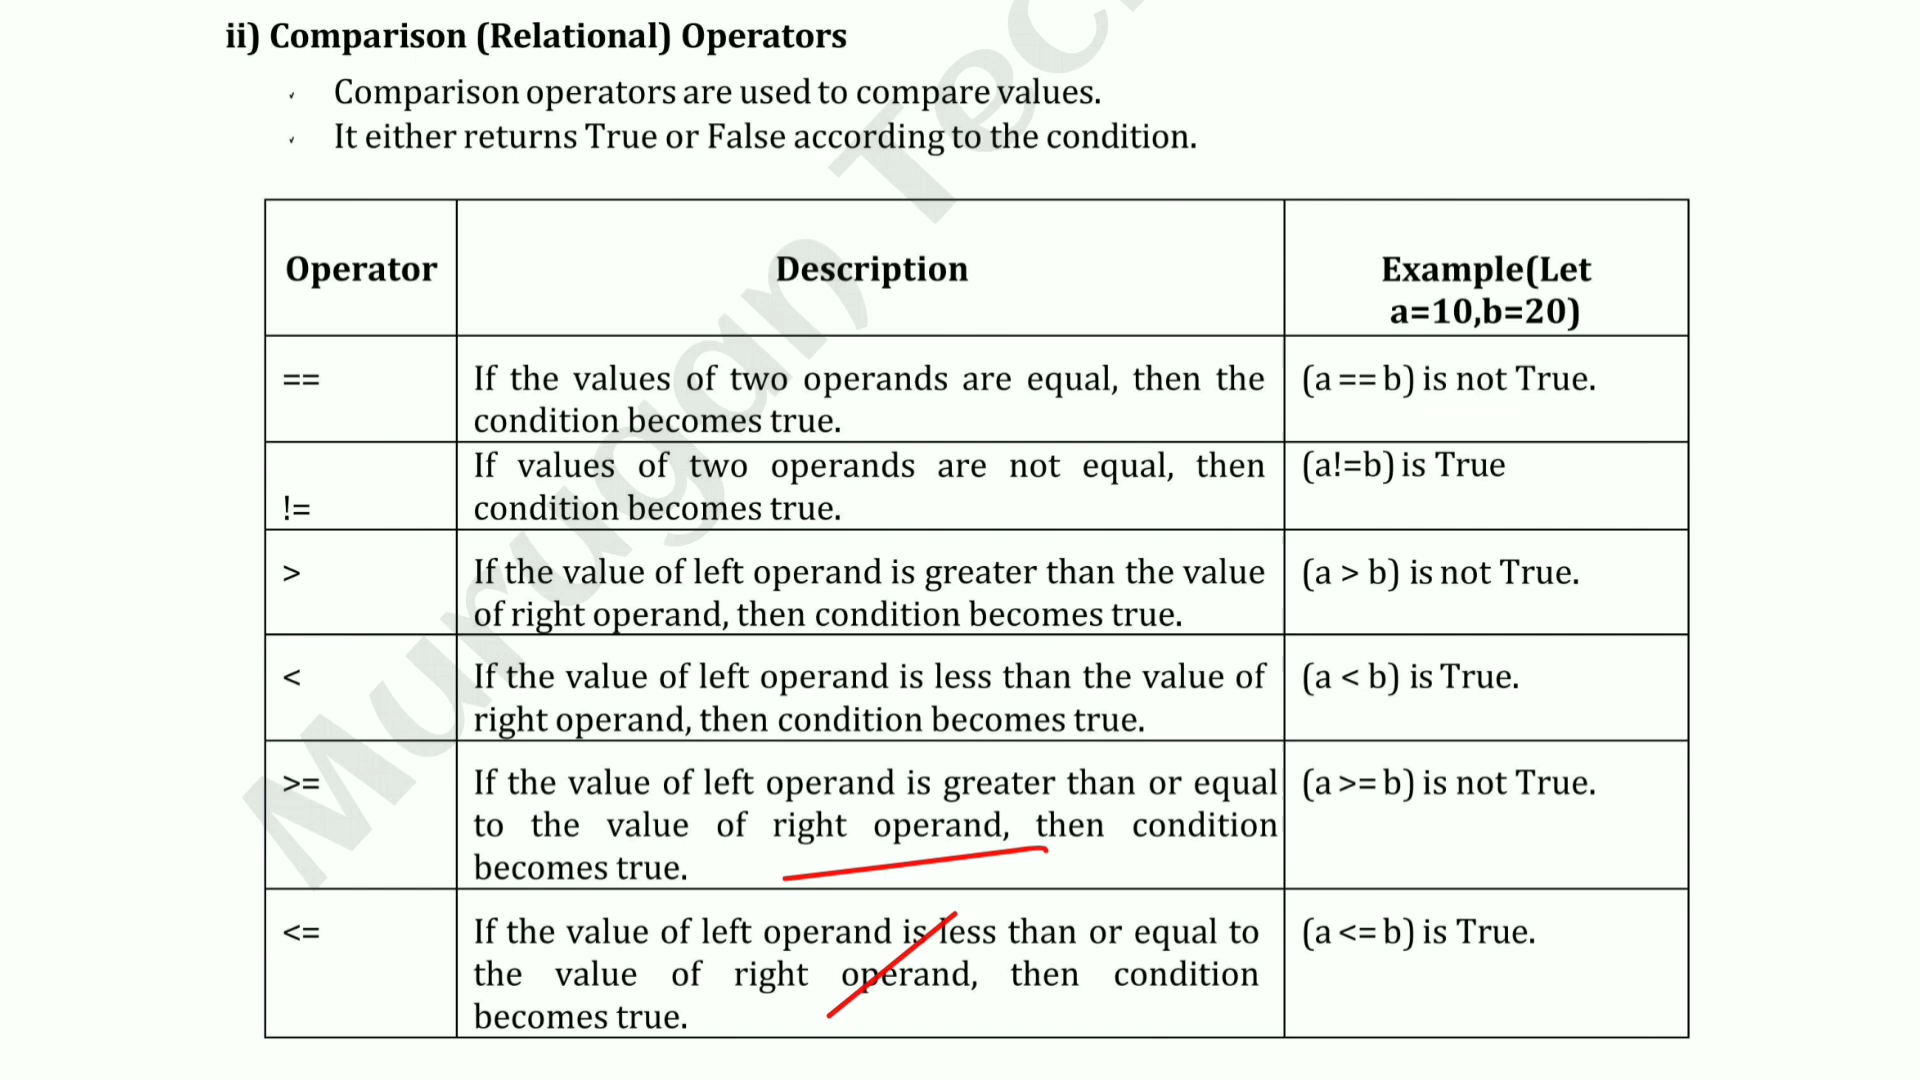 ii) Comparison (Relational) Operators
✓ Comparison operators are used to compare values.
✓ It either returns True or False according to the condition.
Operator Description Example(Let
a=10,b=20)
== If the values of two operands are equal, then the (a == b) is not True.
condition becomes true.
If values of two operands are not equal, then (a!=b) is True
!= condition becomes true.
> If the value of left operand is greater than the value (a > b) is not True.
of right operand, then condition becomes true.
< If the value of left operand is less than the value of (a < b) is True.
right operand, then condition becomes true.
>= If the value of left operand is greater than or equal (a >= b) is not True.
to the value of right operand, then condition
becomes true.
<= If the value of left operand is less than or equal to (a <= b) is True.
the value of right operand, then condition
becomes true.
Murugan Tec